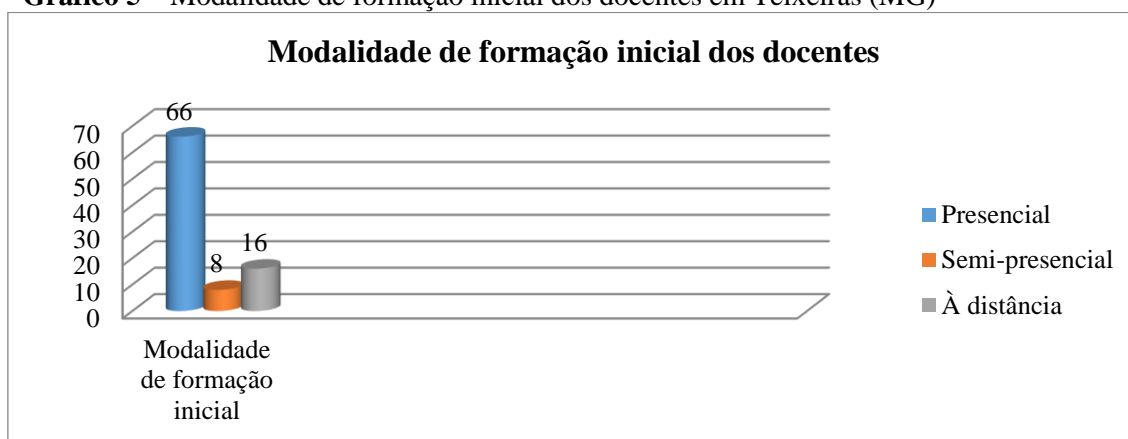 Gráfico 5 – Modalidade de formação inicial dos docentes em Teixeiras (MG)
Modalidade de formação inicial dos docentes
66
70
60
50
40
30
20
10
0
8
16
Presencial
Semi-presencial
À distância
Modalidade
de formação
inicial